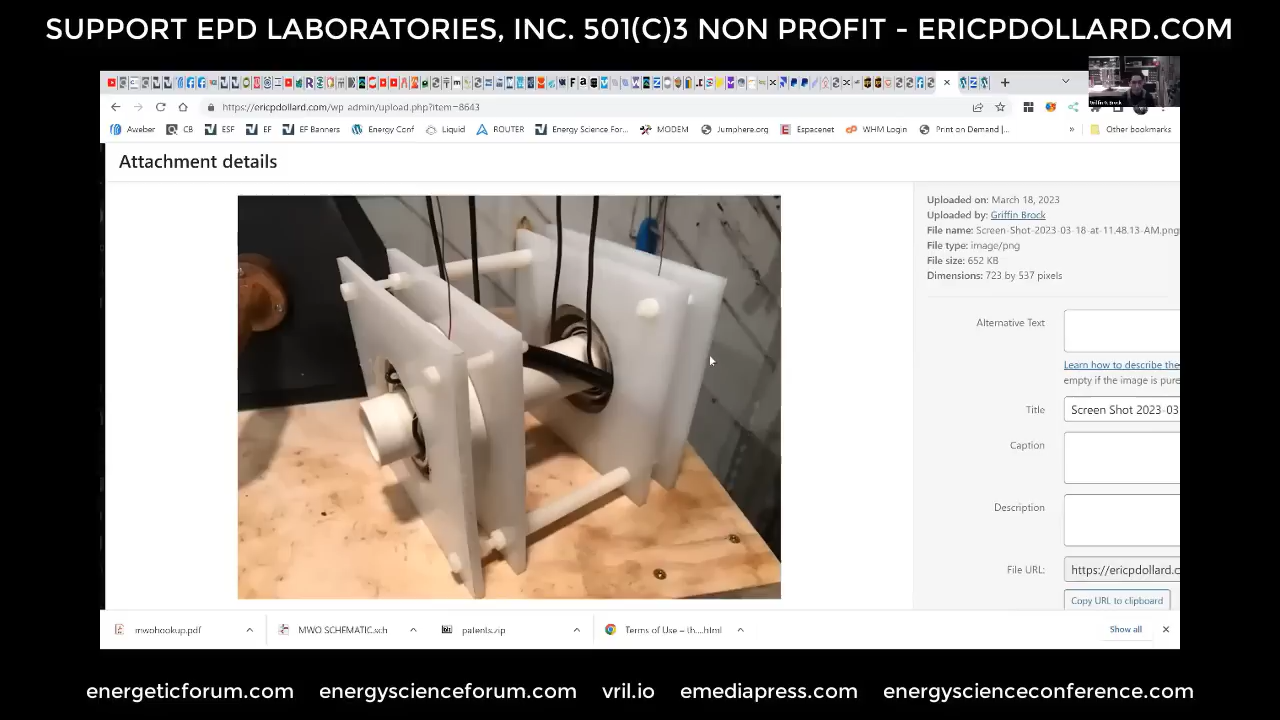 SUPPORT EPD LABORATORIES, INC. 501(C)3 NON PROFIT - ERICPDOLLARD.COM
https://ericpdollard.com/wp-admin/upload.php?item=8643
Aweber CB ESF EF EF Banners Energy Conf Liquid ROUTER Energy Science For... MODEM Jumphere.org Espacenet WHM Login Print on Demand |... » Other bookmarks
Attachment details
Uploaded on: March 18, 2023
Uploaded by: Griffin Brock
File name: Screen-Shot-2023-03-18-at-11.48.13-AM.png
File type: image/png
File size: 652 KB
Dimensions: 723 by 537 pixels
Alternative Text
Learn how to describe the
empty if the image is pure
Title Screen Shot 2023-03
Caption
Description
File URL: https://ericpdollard.c
Copy URL to clipboard
mwohookup.pdf MWO SCHEMATIC.sch patents.zip Terms of Use – th....html Show all
energeticforum.com energyscienceforum.com vril.io emediapress.com energyscienceconference.com